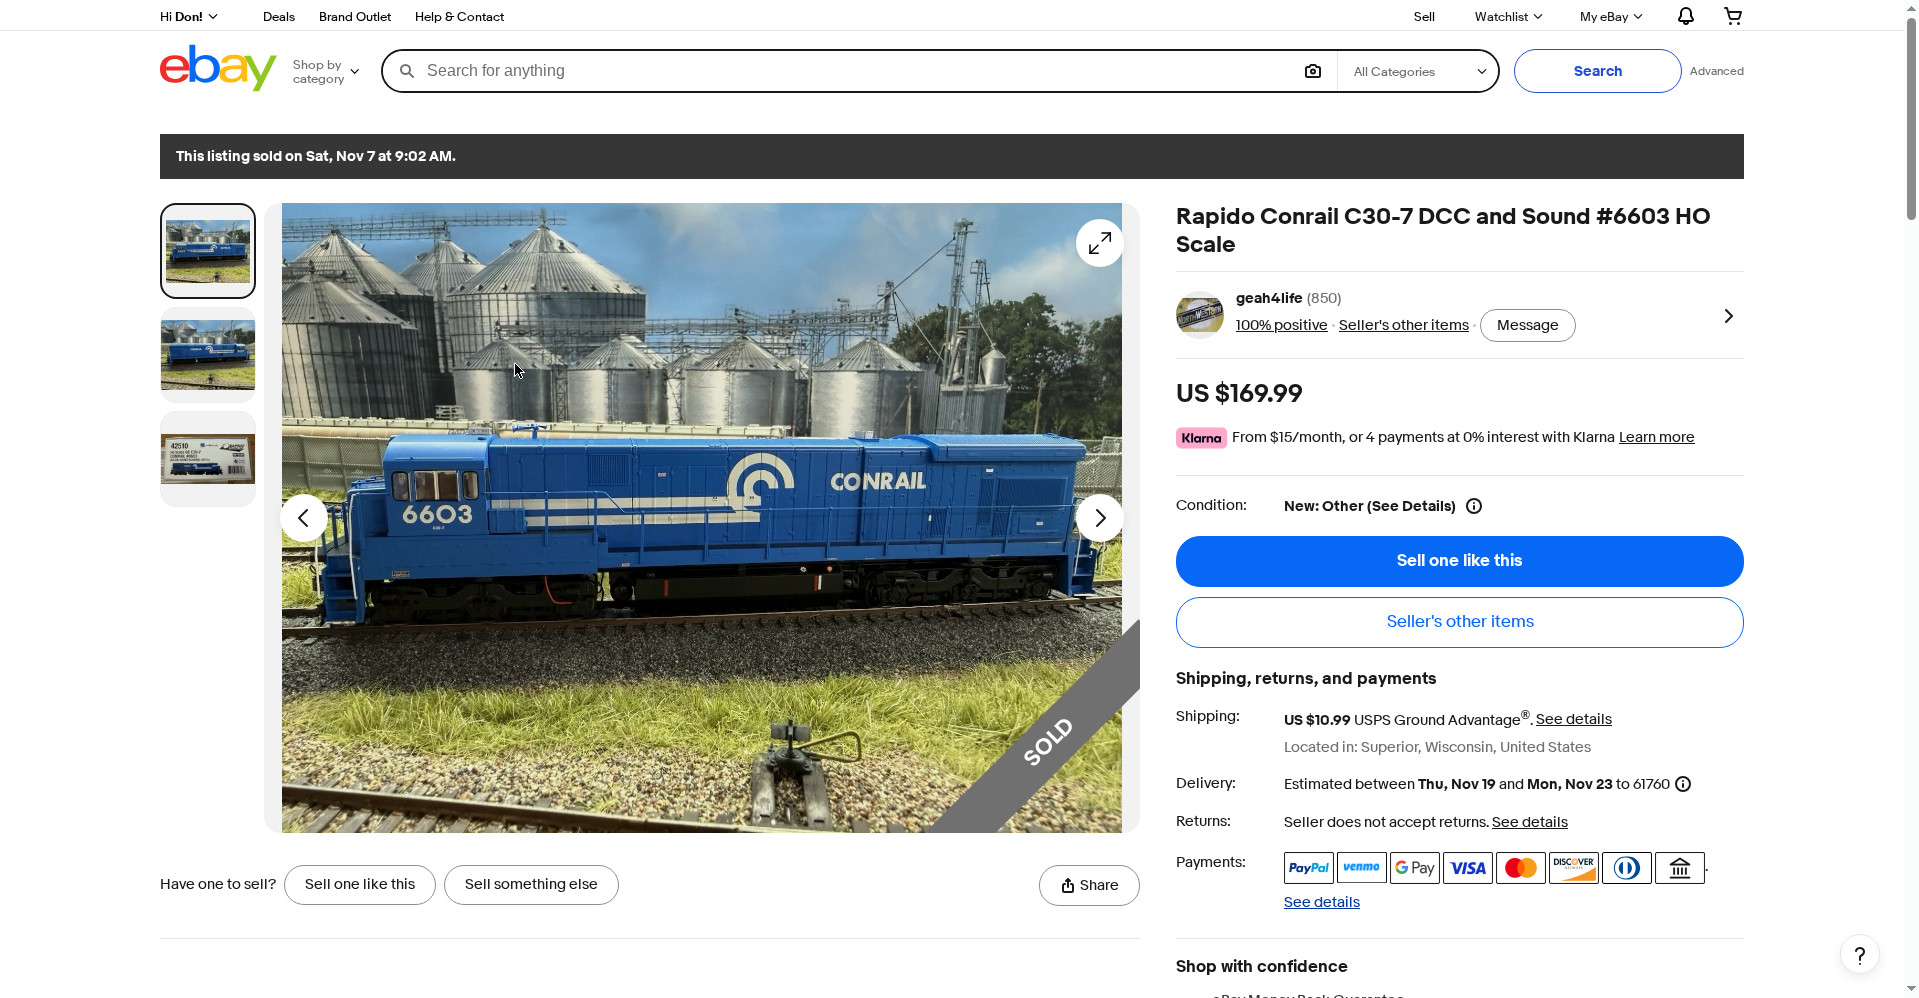 Hi Don!
Deals
Brand Outlet
Help & Contact
Sell
Watchlist
My eBay
ebay
Shop by category
Search for anything
All Categories
Search
Advanced
This listing sold on Sat, Nov 7 at 9:02 AM.
42510
6603
CONRAIL
SOLD
Rapido Conrail C30-7 DCC and Sound #6603 HO
Scale
NORTH WESTERN
geah4life (850)
100% positive · Seller's other items · Message
US $169.99
Klarna From $15/month, or 4 payments at 0% interest with Klarna Learn more
Condition: New: Other (See Details)
Sell one like this
Seller's other items
Shipping, returns, and payments
Shipping: US $10.99 USPS Ground Advantage®. See details
Located in: Superior, Wisconsin, United States
Delivery: Estimated between Thu, Nov 19 and Mon, Nov 23 to 61760
Returns: Seller does not accept returns. See details
Payments: PayPal venmo G Pay VISA DISCOVER
See details
Have one to sell? Sell one like this Sell something else
Share
Shop with confidence
eBay Money Back Guarantee
?